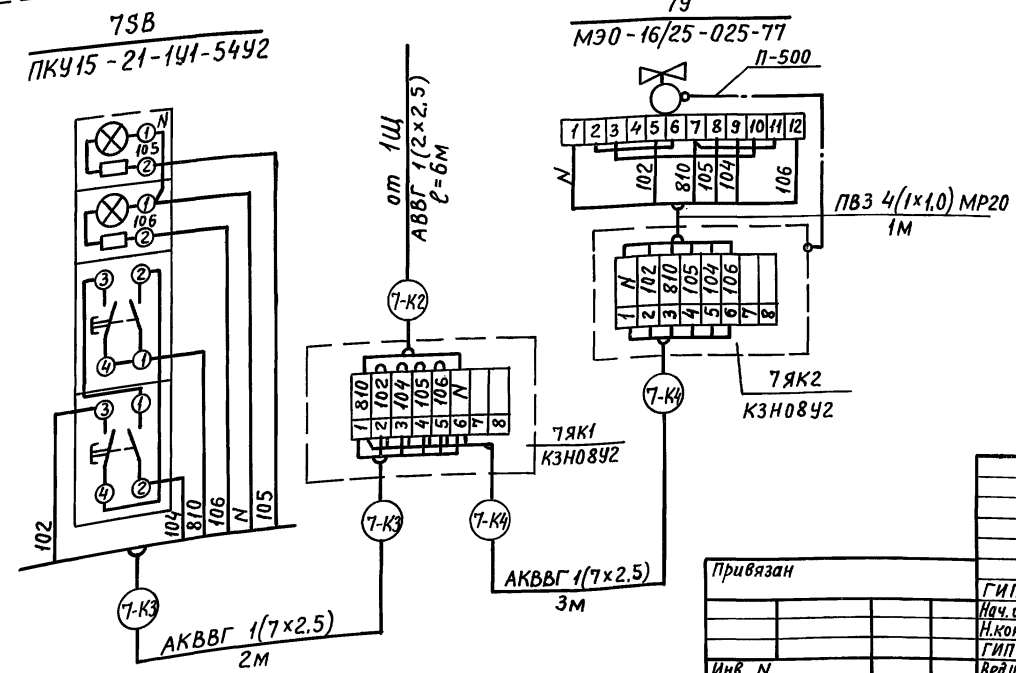 7SB
ПКУ15-21-1У1-54У2
N
1
105
2
1
106
2
3
2
4
1
3
1
4
2
102
104
810
106
N
105
7-К3
АКВВГ 1(7×2.5)
2м
от 1Щ
АВВГ 1(2×2.5)
ℓ=6м
7-К2
810 102 104 105 106 N
1 2 3 4 5 6 7 8
7ЯК1
КЗН08У2
7-К3
7-К4
АКВВГ 1(7×2.5)
3м
МЭО-16/25-025-77
П-500
1 2 3 4 5 6 7 8 9 10 11 12
N
102
810
105
104
106
ПВ3 4(1×1.0) МР20
1м
N 102 810 105 104 106
1 2 3 4 5 6 7 8
7ЯК2
КЗН08У2
7-К4
Привязан
ГИП
Нач.
Н.кон
ГИП
Инв. N